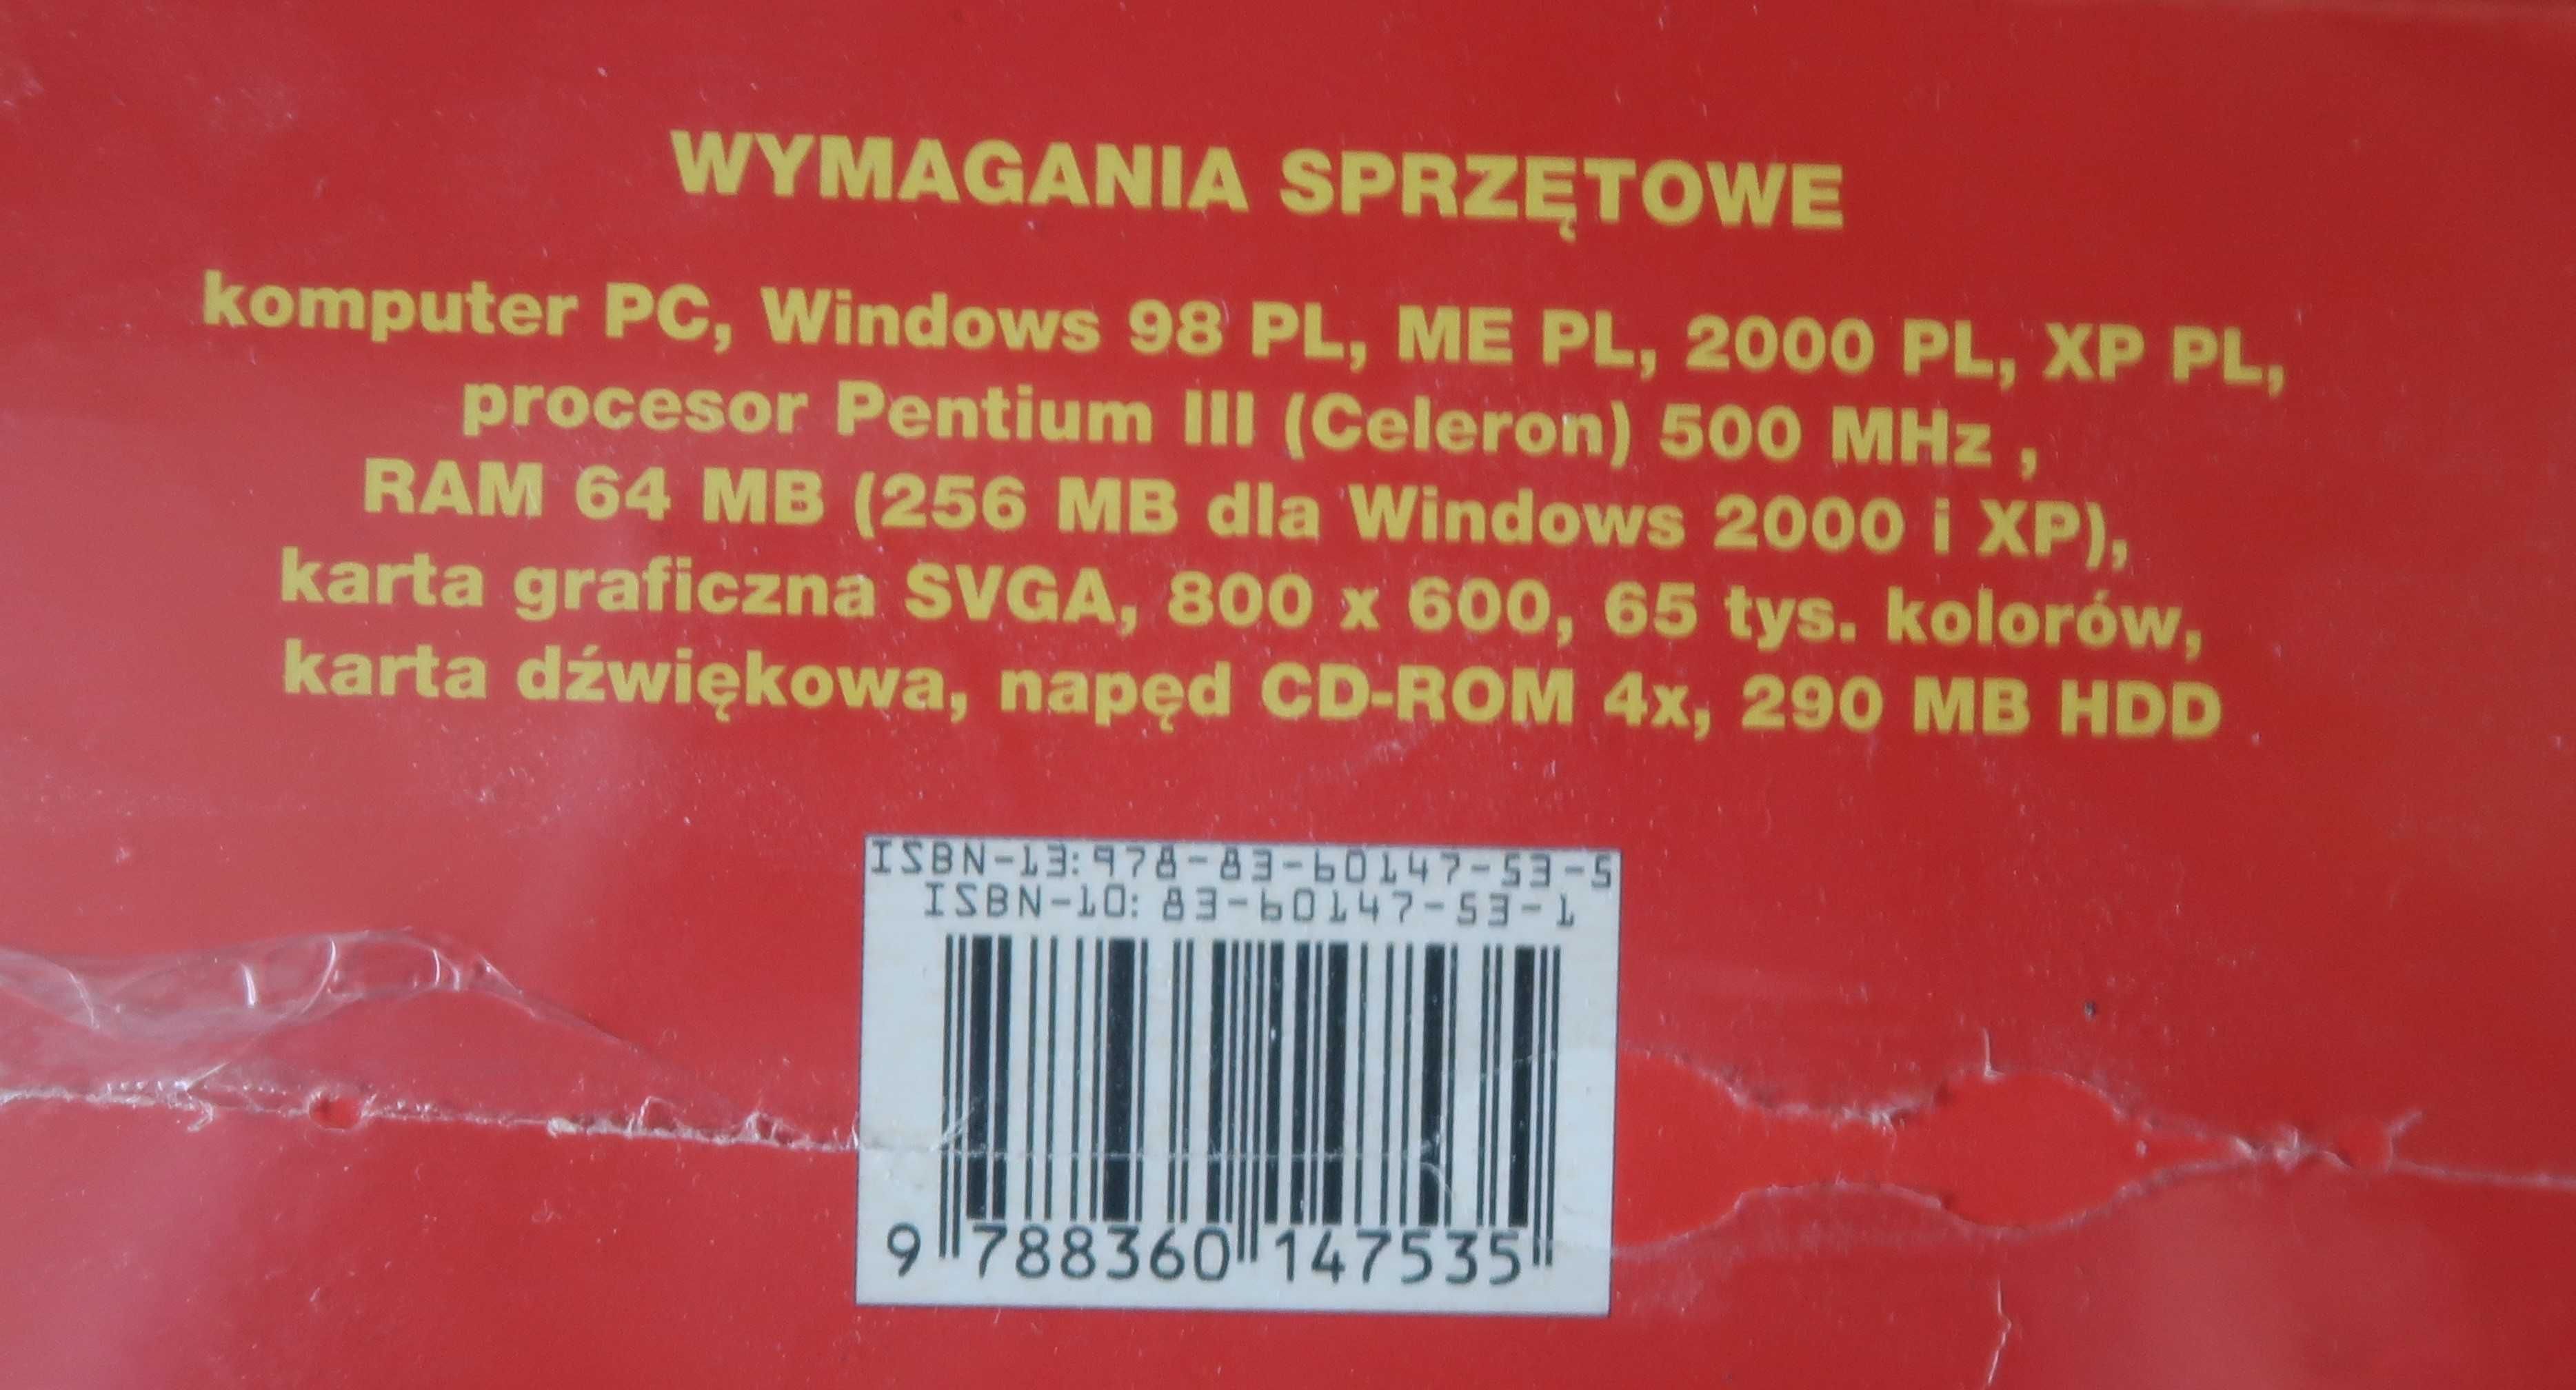 WYMAGANIA SPRZĘTOWE
komputer PC, Windows 98 PL, ME PL, 2000 PL, XP PL,
procesor Pentium III (Celeron) 500 MHz ,
RAM 64 MB (256 MB dla Windows 2000 i XP),
karta graficzna SVGA, 800 x 600, 65 tys. kolorów,
karta dźwiękowa, napęd CD-ROM 4x, 290 MB HDD
ISBN-13:978-83-60147-53-5
ISBN-10: 83-60147-53-1
9 788360 147535